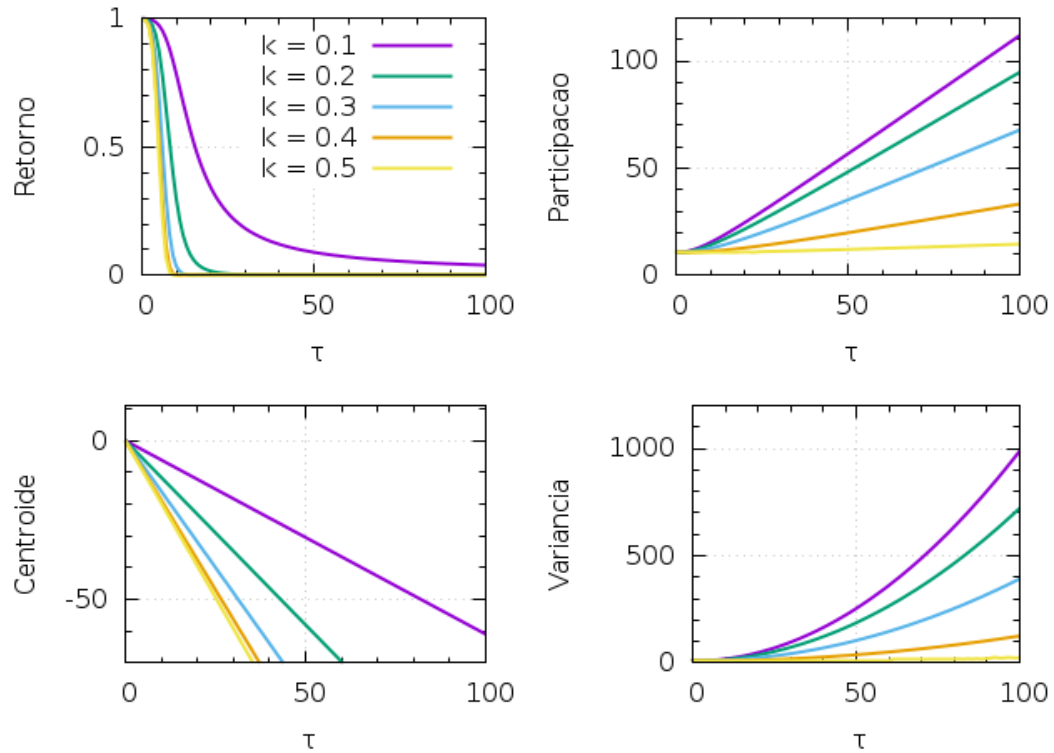 Retorno
1
0.5
0
0 50 100
τ
k = 0.1
k = 0.2
k = 0.3
k = 0.4
k = 0.5
Participacao
100
50
0
0 50 100
τ
Centroide
0
-50
0 50 100
τ
Variancia
1000
500
0
0 50 100
τ